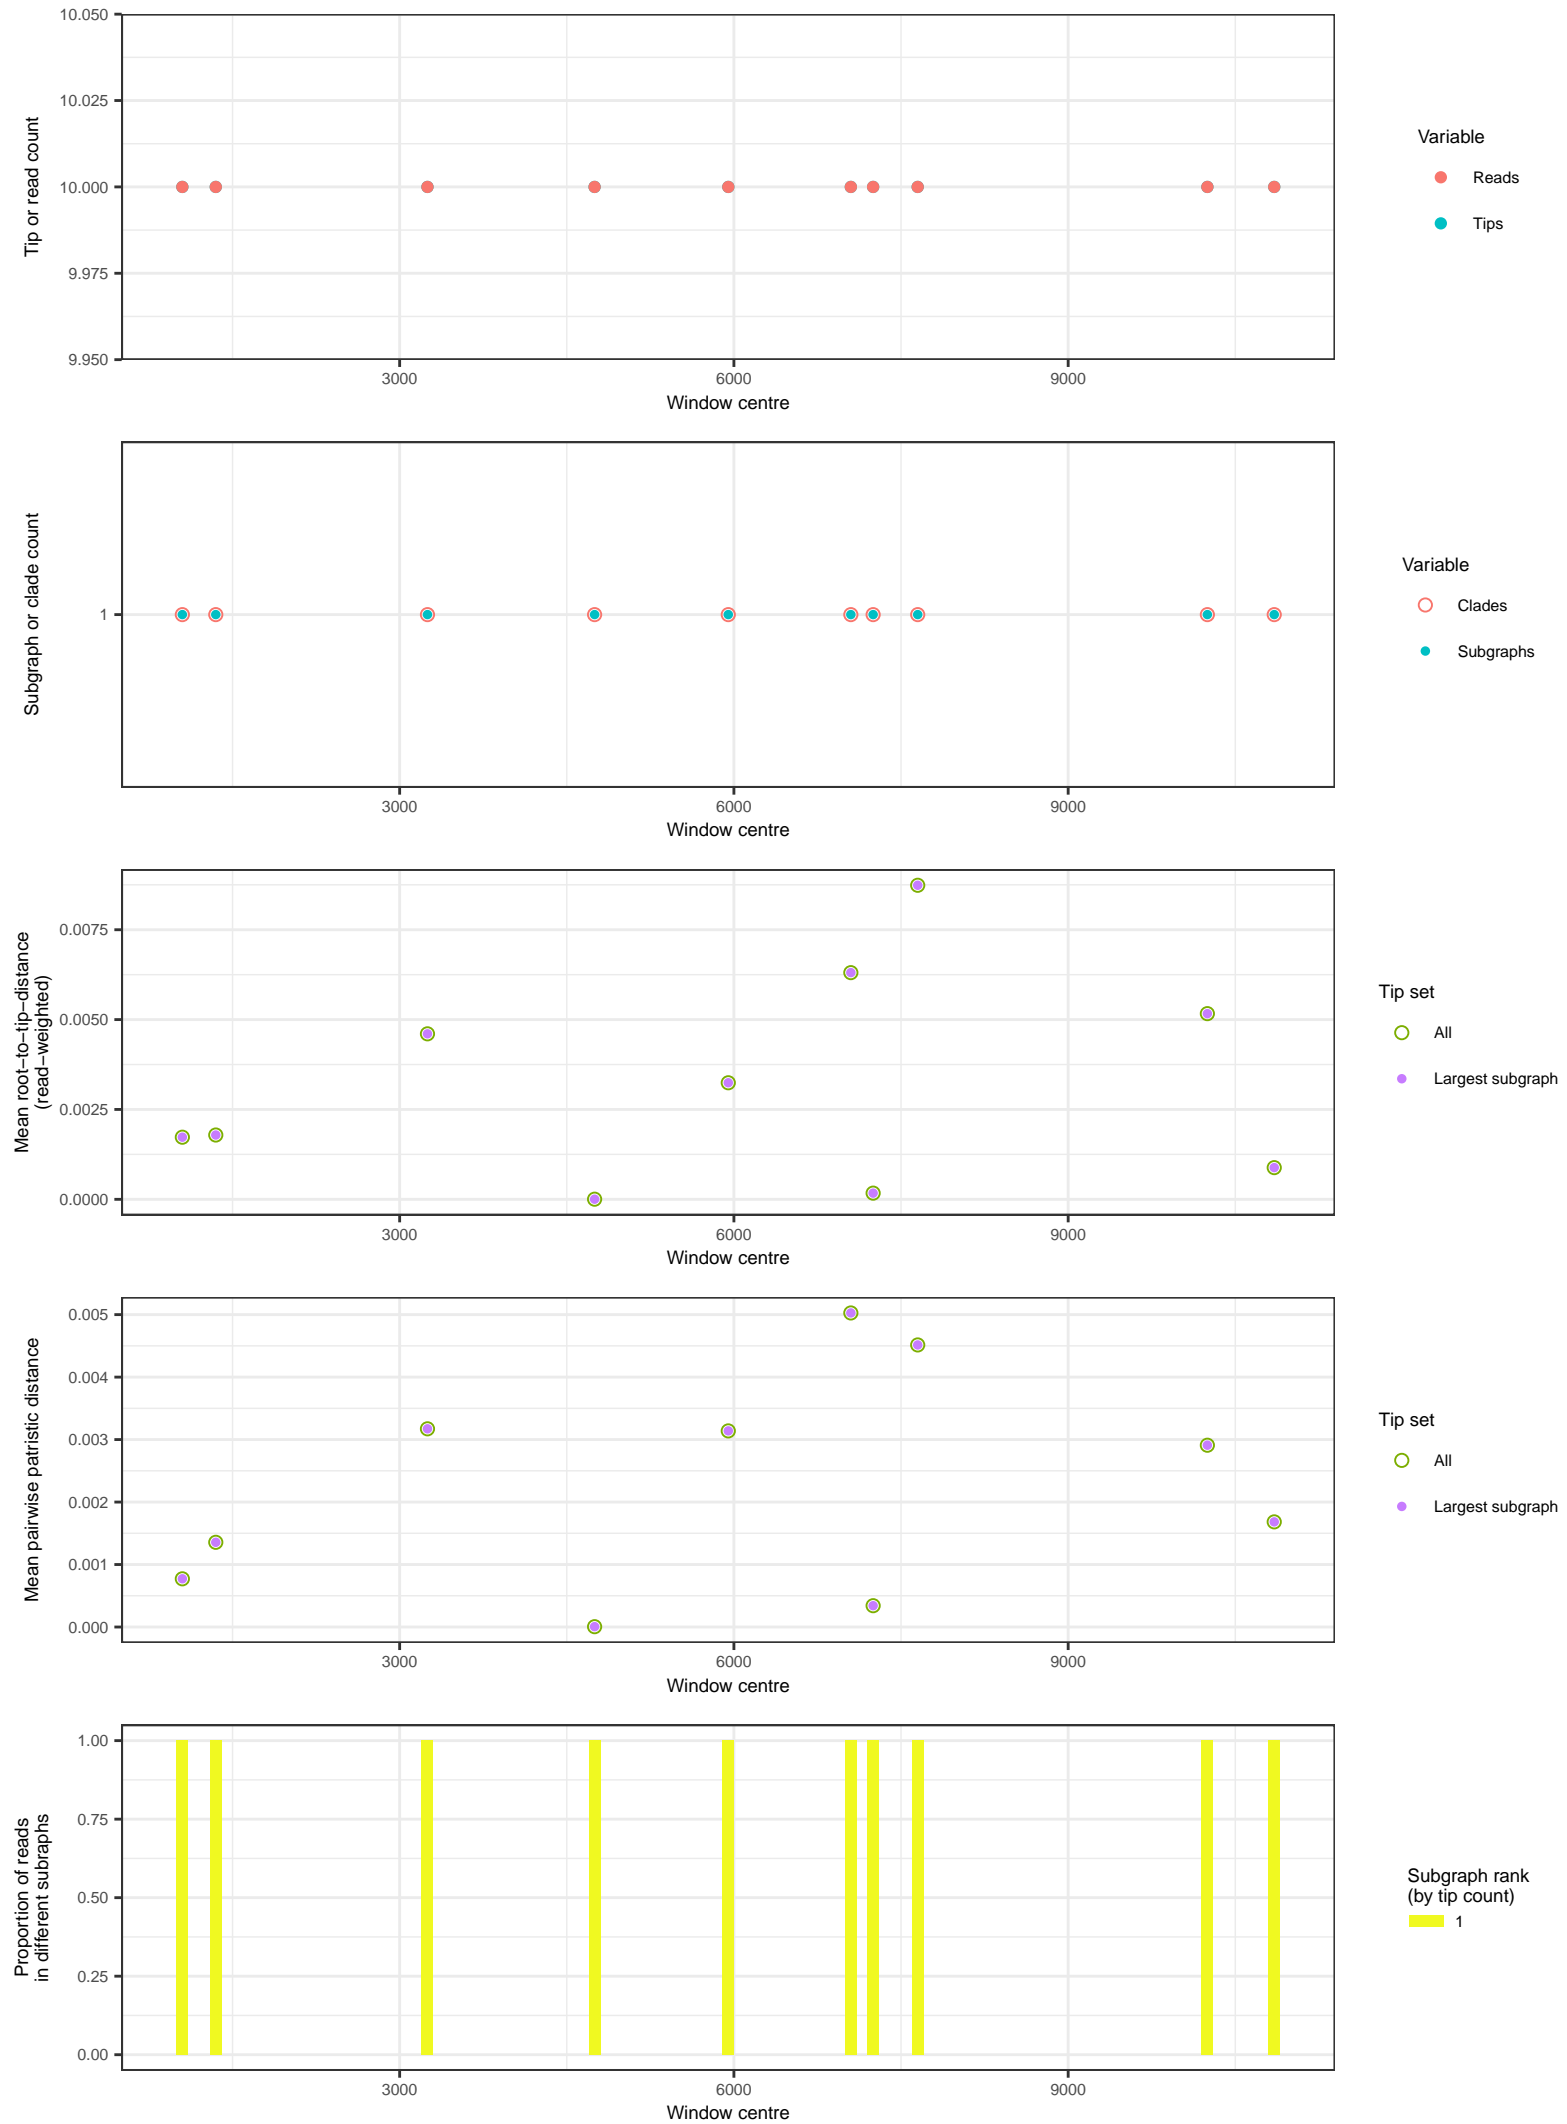 10.050
10.025
10.000
9.975
9.950
Tip or read count
3000
6000
9000
Window centre
Variable
Reads
Tips
1
Subgraph or clade count
3000
6000
9000
Window centre
Variable
Clades
Subgraphs
0.0075
0.0050
0.0025
0.0000
Mean root−to−tip−distance
(read−weighted)
3000
6000
9000
Window centre
Tip set
All
Largest subgraph
0.005
0.004
0.003
0.002
0.001
0.000
Mean pairwise patristic distance
3000
6000
9000
Window centre
Tip set
All
Largest subgraph
1.00
0.75
0.50
0.25
0.00
Proportion of reads
in different subraphs
3000
6000
9000
Window centre
Subgraph rank
(by tip count)
1